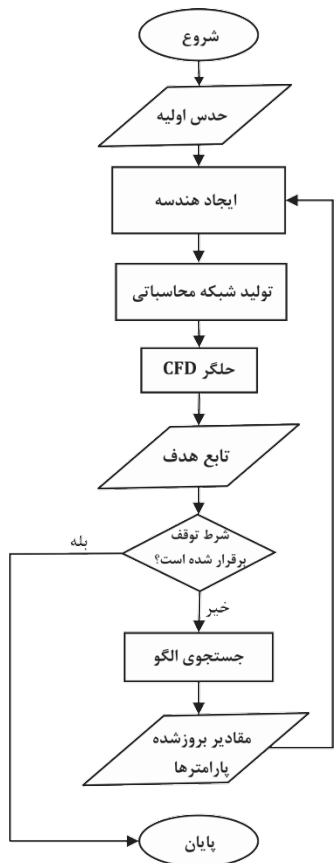 شروع
حدس اولیه
ایجاد هندسه
تولید شبکه محاسباتی
حلگر CFD
تابع هدف
شرط توقف
برقرار شده است؟
بله
خیر
جستجوی الگو
مقادیر بروزشده
پارامترها
پایان